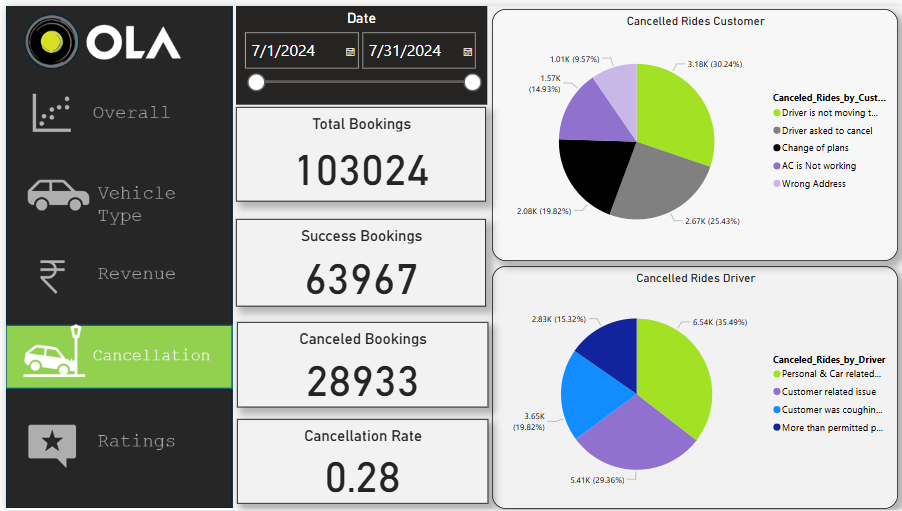 OLA
Overall
Vehicle
Type
Revenue
Cancellation
Ratings
Date
7/1/2024
7/31/2024
Total Bookings
103024
Success Bookings
63967
Canceled Bookings
28933
Cancellation Rate
0.28
Cancelled Rides Customer
1.01K (9.57%)
3.18K (30.24%)
1.57K
(14.93%)
2.08K (19.82%)
2.67K (25.43%)
Canceled_Rides_by_Cust...
Driver is not moving t...
Driver asked to cancel
Change of plans
AC is Not working
Wrong Address
Cancelled Rides Driver
2.83K (15.32%)
6.54K (35.49%)
3.65K
(19.82%)
5.41K (29.36%)
Canceled_Rides_by_Driver
Personal & Car related...
Customer related issue
Customer was coughin...
More than permitted p...